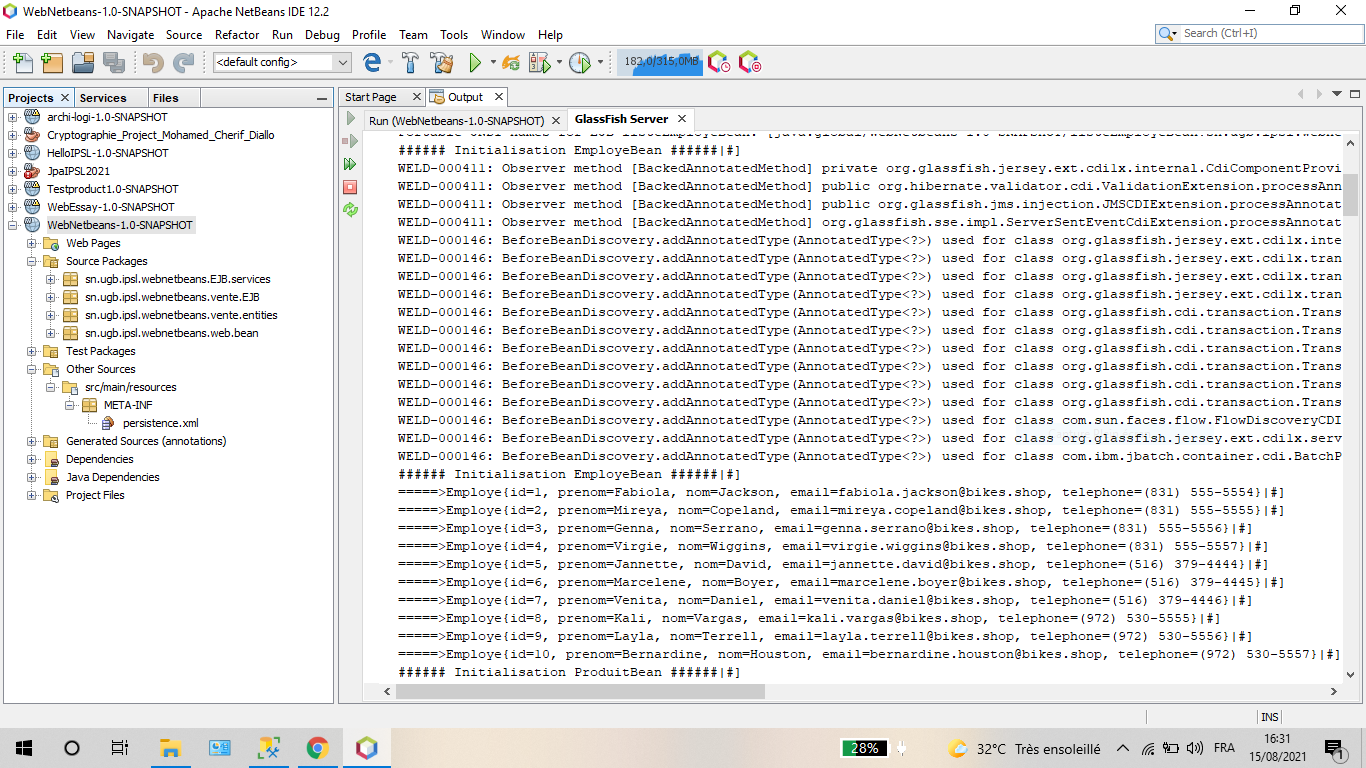 WebNetbeans-1.0-SNAPSHOT - Apache NetBeans IDE 12.2
File Edit View Navigate Source Refactor Run Debug Profile Team Tools Window Help
Search (Ctrl+I)
<default config>
182,0/315,0MB
Projects Services Files
archi-logi-1.0-SNAPSHOT
Cryptographie_Project_Mohamed_Cherif_Diallo
HelloIPSL-1.0-SNAPSHOT
JpaIPSL2021
Testproduct1.0-SNAPSHOT
WebEssay-1.0-SNAPSHOT
WebNetbeans-1.0-SNAPSHOT
Web Pages
Source Packages
sn.ugb.ipsl.webnetbeans.EJB.services
sn.ugb.ipsl.webnetbeans.vente.EJB
sn.ugb.ipsl.webnetbeans.vente.entities
sn.ugb.ipsl.webnetbeans.web.bean
Test Packages
Other Sources
src/main/resources
META-INF
persistence.xml
Generated Sources (annotations)
Dependencies
Java Dependencies
Project Files
Start Page Output
Run (WebNetbeans-1.0-SNAPSHOT) GlassFish Server
###### Initialisation EmployeBean ######|#]
WELD-000411: Observer method [BackedAnnotatedMethod] private org.glassfish.jersey.ext.cdi1x.internal.CdiComponentProvi
WELD-000411: Observer method [BackedAnnotatedMethod] public org.hibernate.validator.cdi.ValidationExtension.processAnn
WELD-000411: Observer method [BackedAnnotatedMethod] public org.glassfish.jms.injection.JMSCDIExtension.processAnnotat
WELD-000411: Observer method [BackedAnnotatedMethod] org.glassfish.sse.impl.ServerSentEventCdiExtension.processAnnotat
WELD-000146: BeforeBeanDiscovery.addAnnotatedType(AnnotatedType<?>) used for class org.glassfish.jersey.ext.cdi1x.inte
WELD-000146: BeforeBeanDiscovery.addAnnotatedType(AnnotatedType<?>) used for class org.glassfish.jersey.ext.cdi1x.tran
WELD-000146: BeforeBeanDiscovery.addAnnotatedType(AnnotatedType<?>) used for class org.glassfish.jersey.ext.cdi1x.tran
WELD-000146: BeforeBeanDiscovery.addAnnotatedType(AnnotatedType<?>) used for class org.glassfish.jersey.ext.cdi1x.tran
WELD-000146: BeforeBeanDiscovery.addAnnotatedType(AnnotatedType<?>) used for class org.glassfish.cdi.transaction.Trans
WELD-000146: BeforeBeanDiscovery.addAnnotatedType(AnnotatedType<?>) used for class org.glassfish.cdi.transaction.Trans
WELD-000146: BeforeBeanDiscovery.addAnnotatedType(AnnotatedType<?>) used for class org.glassfish.cdi.transaction.Trans
WELD-000146: BeforeBeanDiscovery.addAnnotatedType(AnnotatedType<?>) used for class org.glassfish.cdi.transaction.Trans
WELD-000146: BeforeBeanDiscovery.addAnnotatedType(AnnotatedType<?>) used for class org.glassfish.cdi.transaction.Trans
WELD-000146: BeforeBeanDiscovery.addAnnotatedType(AnnotatedType<?>) used for class org.glassfish.cdi.transaction.Trans
WELD-000146: BeforeBeanDiscovery.addAnnotatedType(AnnotatedType<?>) used for class com.sun.faces.flow.FlowDiscoveryCDI
WELD-000146: BeforeBeanDiscovery.addAnnotatedType(AnnotatedType<?>) used for class org.glassfish.jersey.ext.cdi1x.serv
WELD-000146: BeforeBeanDiscovery.addAnnotatedType(AnnotatedType<?>) used for class com.ibm.jbatch.container.cdi.BatchP
###### Initialisation EmployeBean ######|#]
=====>Employe{id=1, prenom=Fabiola, nom=Jackson, email=fabiola.jackson@bikes.shop, telephone=(831) 555-5554}|#]
=====>Employe{id=2, prenom=Mireya, nom=Copeland, email=mireya.copeland@bikes.shop, telephone=(831) 555-5555}|#]
=====>Employe{id=3, prenom=Genna, nom=Serrano, email=genna.serrano@bikes.shop, telephone=(831) 555-5556}|#]
=====>Employe{id=4, prenom=Virgie, nom=Wiggins, email=virgie.wiggins@bikes.shop, telephone=(831) 555-5557}|#]
=====>Employe{id=5, prenom=Jannette, nom=David, email=jannette.david@bikes.shop, telephone=(516) 379-4444}|#]
=====>Employe{id=6, prenom=Marcelene, nom=Boyer, email=marcelene.boyer@bikes.shop, telephone=(516) 379-4445}|#]
=====>Employe{id=7, prenom=Venita, nom=Daniel, email=venita.daniel@bikes.shop, telephone=(516) 379-4446}|#]
=====>Employe{id=8, prenom=Kali, nom=Vargas, email=kali.vargas@bikes.shop, telephone=(972) 530-5555}|#]
=====>Employe{id=9, prenom=Layla, nom=Terrell, email=layla.terrell@bikes.shop, telephone=(972) 530-5556}|#]
=====>Employe{id=10, prenom=Bernardine, nom=Houston, email=bernardine.houston@bikes.shop, telephone=(972) 530-5557}|#]
###### Initialisation ProduitBean ######|#]
INS
28% 32°C Très ensoleillé FRA 16:31
15/08/2021
1